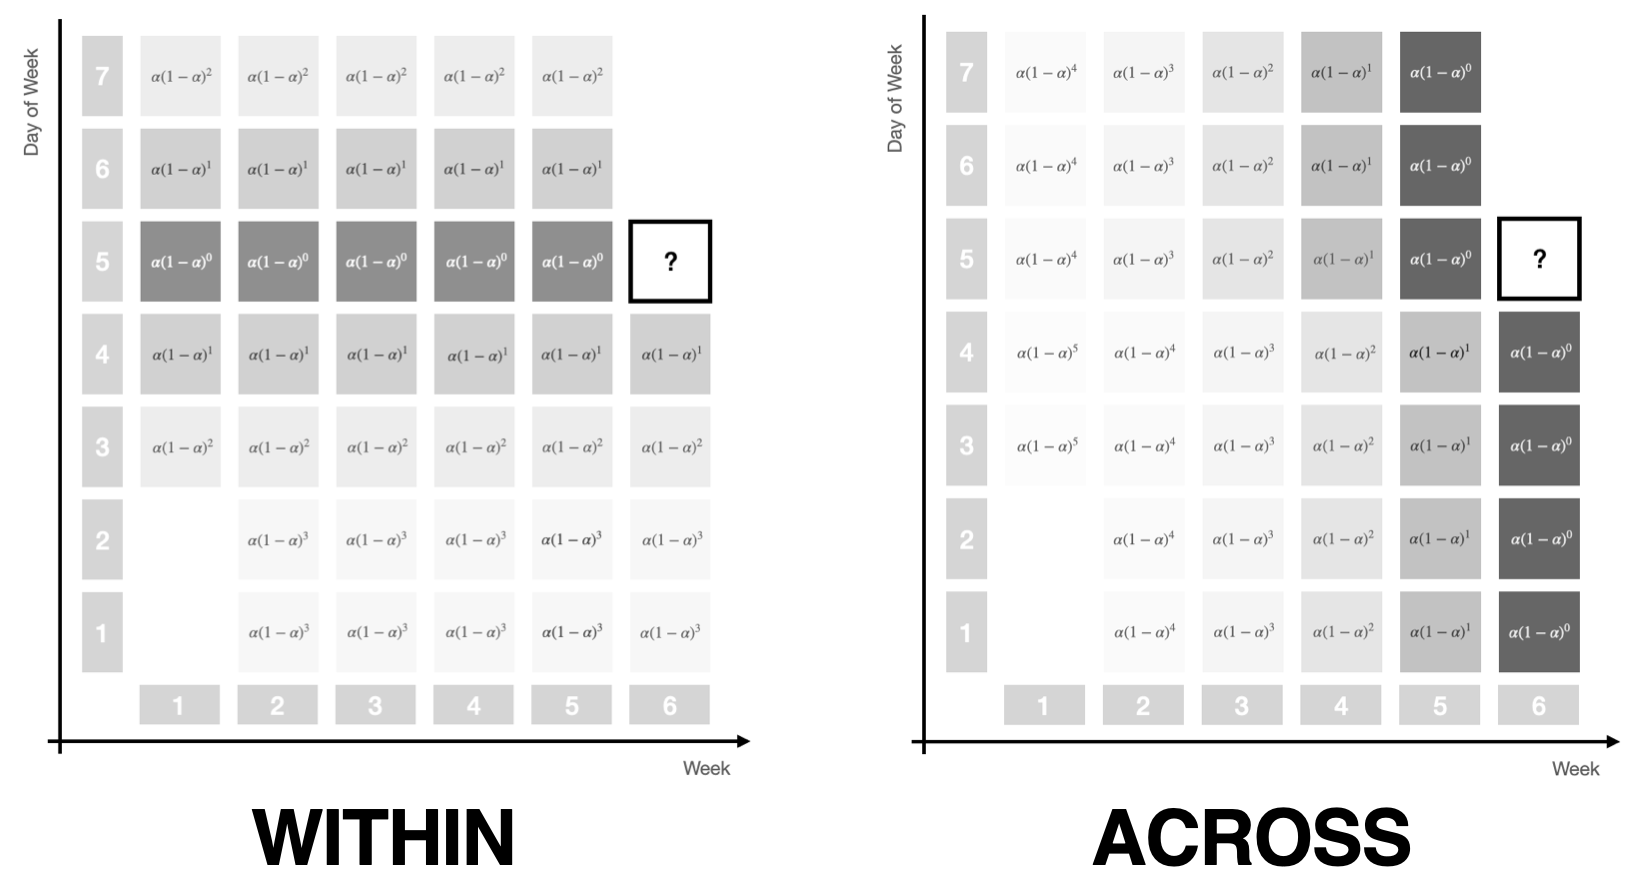 Day of Week
7 α(1 − α)² α(1 − α)² α(1 − α)² α(1 − α)² α(1 − α)²
6 α(1 − α)¹ α(1 − α)¹ α(1 − α)¹ α(1 − α)¹ α(1 − α)¹
5 α(1 − α)⁰ α(1 − α)⁰ α(1 − α)⁰ α(1 − α)⁰ α(1 − α)⁰ ?
4 α(1 − α)¹ α(1 − α)¹ α(1 − α)¹ α(1 − α)¹ α(1 − α)¹ α(1 − α)¹
3 α(1 − α)² α(1 − α)² α(1 − α)² α(1 − α)² α(1 − α)² α(1 − α)²
2 α(1 − α)³ α(1 − α)³ α(1 − α)³ α(1 − α)³ α(1 − α)³
1 α(1 − α)³ α(1 − α)³ α(1 − α)³ α(1 − α)³ α(1 − α)³
1 2 3 4 5 6
Week
WITHIN
Day of Week
7 α(1 − α)⁴ α(1 − α)³ α(1 − α)² α(1 − α)¹ α(1 − α)⁰
6 α(1 − α)⁴ α(1 − α)³ α(1 − α)² α(1 − α)¹ α(1 − α)⁰
5 α(1 − α)⁴ α(1 − α)³ α(1 − α)² α(1 − α)¹ α(1 − α)⁰ ?
4 α(1 − α)⁵ α(1 − α)⁴ α(1 − α)³ α(1 − α)² α(1 − α)¹ α(1 − α)⁰
3 α(1 − α)⁵ α(1 − α)⁴ α(1 − α)³ α(1 − α)² α(1 − α)¹ α(1 − α)⁰
2 α(1 − α)⁴ α(1 − α)³ α(1 − α)² α(1 − α)¹ α(1 − α)⁰
1 α(1 − α)⁴ α(1 − α)³ α(1 − α)² α(1 − α)¹ α(1 − α)⁰
1 2 3 4 5 6
Week
ACROSS